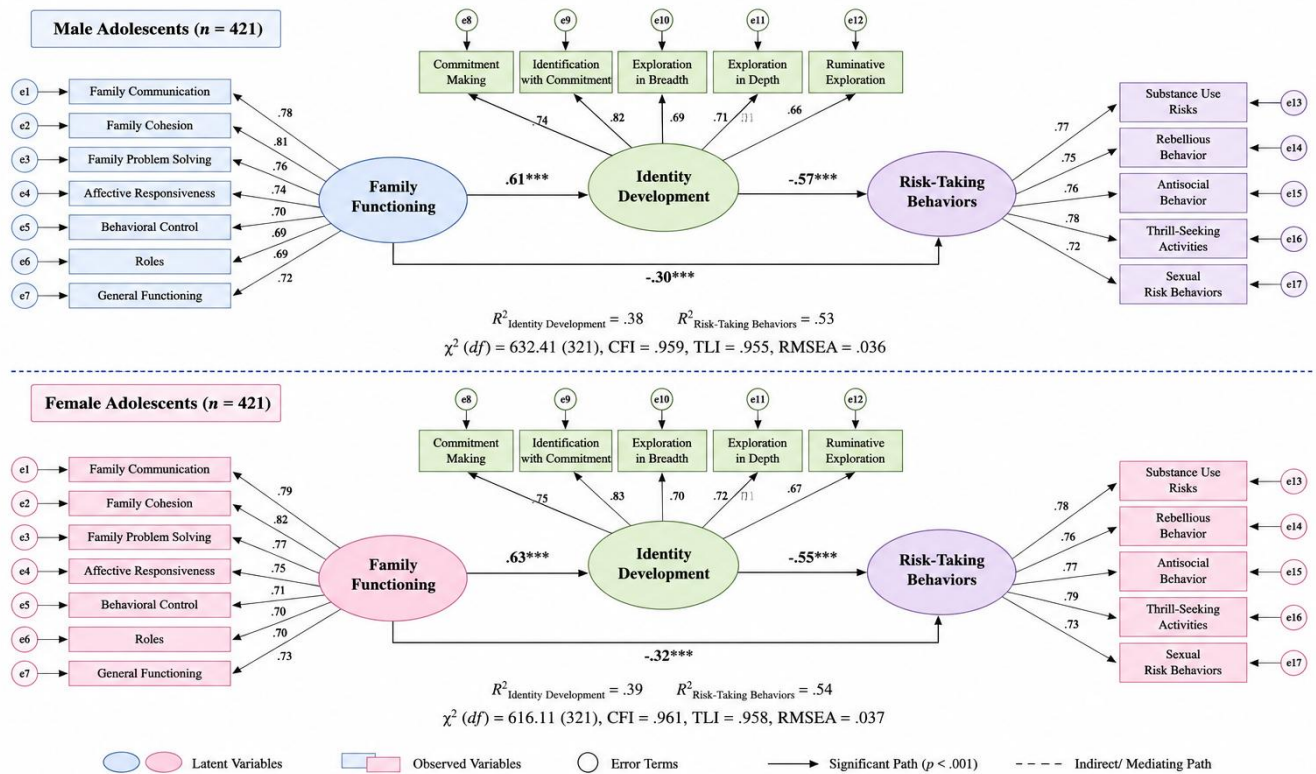 Male Adolescents (n = 421)
e8
e9
e10
e11
e12
Commitment
Making
Identification
with Commitment
Exploration
in Breadth
Exploration
in Depth
Ruminative
Exploration
e1
Family Communication
e2
Family Cohesion
e3
Family Problem Solving
e4
Affective Responsiveness
e5
Behavioral Control
e6
Roles
e7
General Functioning
.78
.81
.76
.74
.70
.69
.69
.72
Family
Functioning
.61***
.74
.82
.69
.71
.66
Identity
Development
-.57***
Risk-Taking
Behaviors
-.30***
.77
.75
.76
.78
.72
Substance Use
Risks
e13
Rebellious
Behavior
e14
Antisocial
Behavior
e15
Thrill-Seeking
Activities
e16
Sexual
Risk Behaviors
e17
R² Identity Development = .38 R² Risk-Taking Behaviors = .53
χ² (df) = 632.41 (321), CFI = .959, TLI = .955, RMSEA = .036
Female Adolescents (n = 421)
e8
e9
e10
e11
e12
Commitment
Making
Identification
with Commitment
Exploration
in Breadth
Exploration
in Depth
Ruminative
Exploration
e1
Family Communication
e2
Family Cohesion
e3
Family Problem Solving
e4
Affective Responsiveness
e5
Behavioral Control
e6
Roles
e7
General Functioning
.79
.82
.77
.75
.71
.70
.70
.73
Family
Functioning
.63***
.75
.83
.70
.72
.67
Identity
Development
-.55***
Risk-Taking
Behaviors
-.32***
.78
.76
.77
.79
.73
Substance Use
Risks
e13
Rebellious
Behavior
e14
Antisocial
Behavior
e15
Thrill-Seeking
Activities
e16
Sexual
Risk Behaviors
e17
R² Identity Development = .39 R² Risk-Taking Behaviors = .54
χ² (df) = 616.11 (321), CFI = .961, TLI = .958, RMSEA = .037
Latent Variables
Observed Variables
Error Terms
Significant Path (p < .001)
Indirect/ Mediating Path